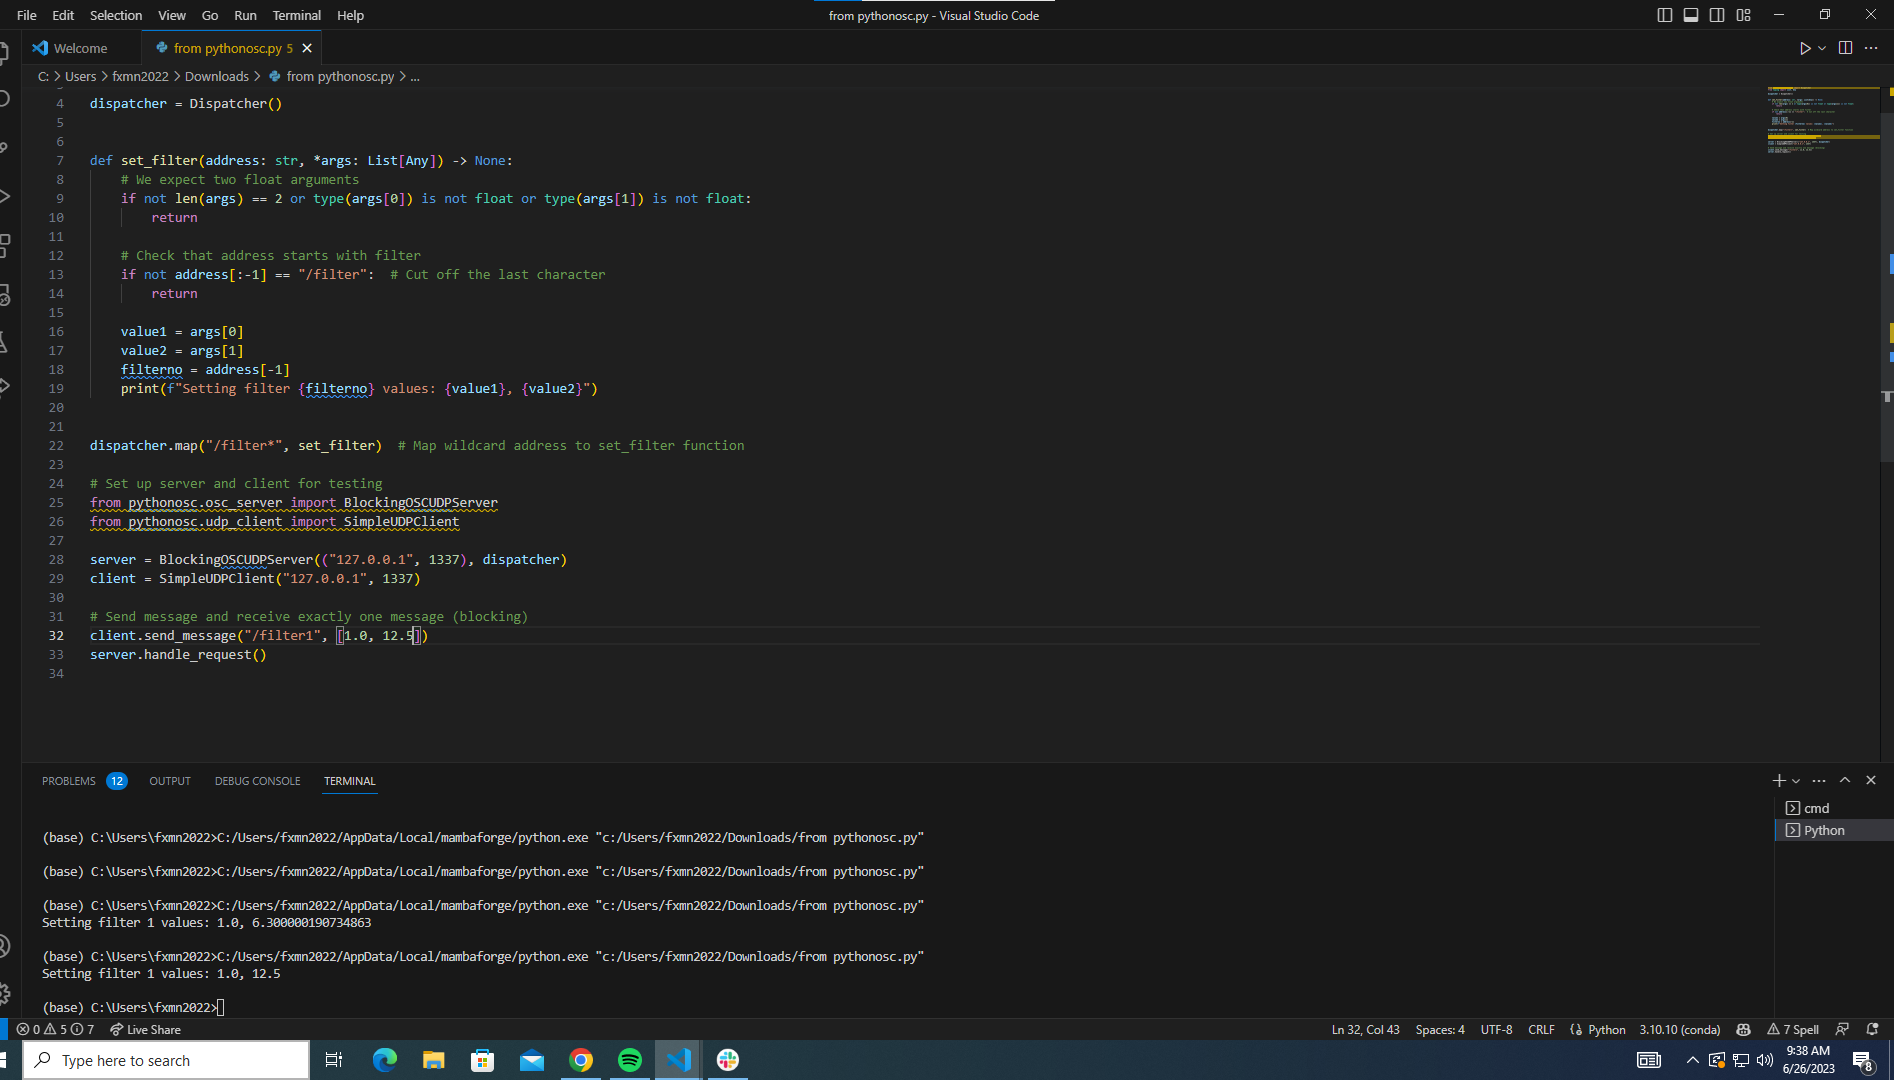 File Edit Selection View Go Run Terminal Help
from pythonosc.py - Visual Studio Code
Welcome
from pythonosc.py 5
C: > Users > fxmn2022 > Downloads > from pythonosc.py > ...
4 dispatcher = Dispatcher()
5
6
7 def set_filter(address: str, *args: List[Any]) -> None:
8 # We expect two float arguments
9 if not len(args) == 2 or type(args[0]) is not float or type(args[1]) is not float:
10 return
11
12 # Check that address starts with filter
13 if not address[:-1] == "/filter": # Cut off the last character
14 return
15
16 value1 = args[0]
17 value2 = args[1]
18 filterno = address[-1]
19 print(f"Setting filter {filterno} values: {value1}, {value2}")
20
21
22 dispatcher.map("/filter*", set_filter) # Map wildcard address to set_filter function
23
24 # Set up server and client for testing
25 from pythonosc.osc_server import BlockingOSCUDPServer
26 from pythonosc.udp_client import SimpleUDPClient
27
28 server = BlockingOSCUDPServer(("127.0.0.1", 1337), dispatcher)
29 client = SimpleUDPClient("127.0.0.1", 1337)
30
31 # Send message and receive exactly one message (blocking)
32 client.send_message("/filter1", [1.0, 12.5])
33 server.handle_request()
34
PROBLEMS 12 OUTPUT DEBUG CONSOLE TERMINAL
cmd
Python
(base) C:\Users\fxmn2022>C:/Users/fxmn2022/AppData/Local/mambaforge/python.exe "c:/Users/fxmn2022/Downloads/from pythonosc.py"
(base) C:\Users\fxmn2022>C:/Users/fxmn2022/AppData/Local/mambaforge/python.exe "c:/Users/fxmn2022/Downloads/from pythonosc.py"
(base) C:\Users\fxmn2022>C:/Users/fxmn2022/AppData/Local/mambaforge/python.exe "c:/Users/fxmn2022/Downloads/from pythonosc.py"
Setting filter 1 values: 1.0, 6.300000190734863
(base) C:\Users\fxmn2022>C:/Users/fxmn2022/AppData/Local/mambaforge/python.exe "c:/Users/fxmn2022/Downloads/from pythonosc.py"
Setting filter 1 values: 1.0, 12.5
(base) C:\Users\fxmn2022>
0 5 7 Live Share
Ln 32, Col 43 Spaces: 4 UTF-8 CRLF Python 3.10.10 (conda) 7 Spell
Type here to search
9:38 AM
6/26/2023
8